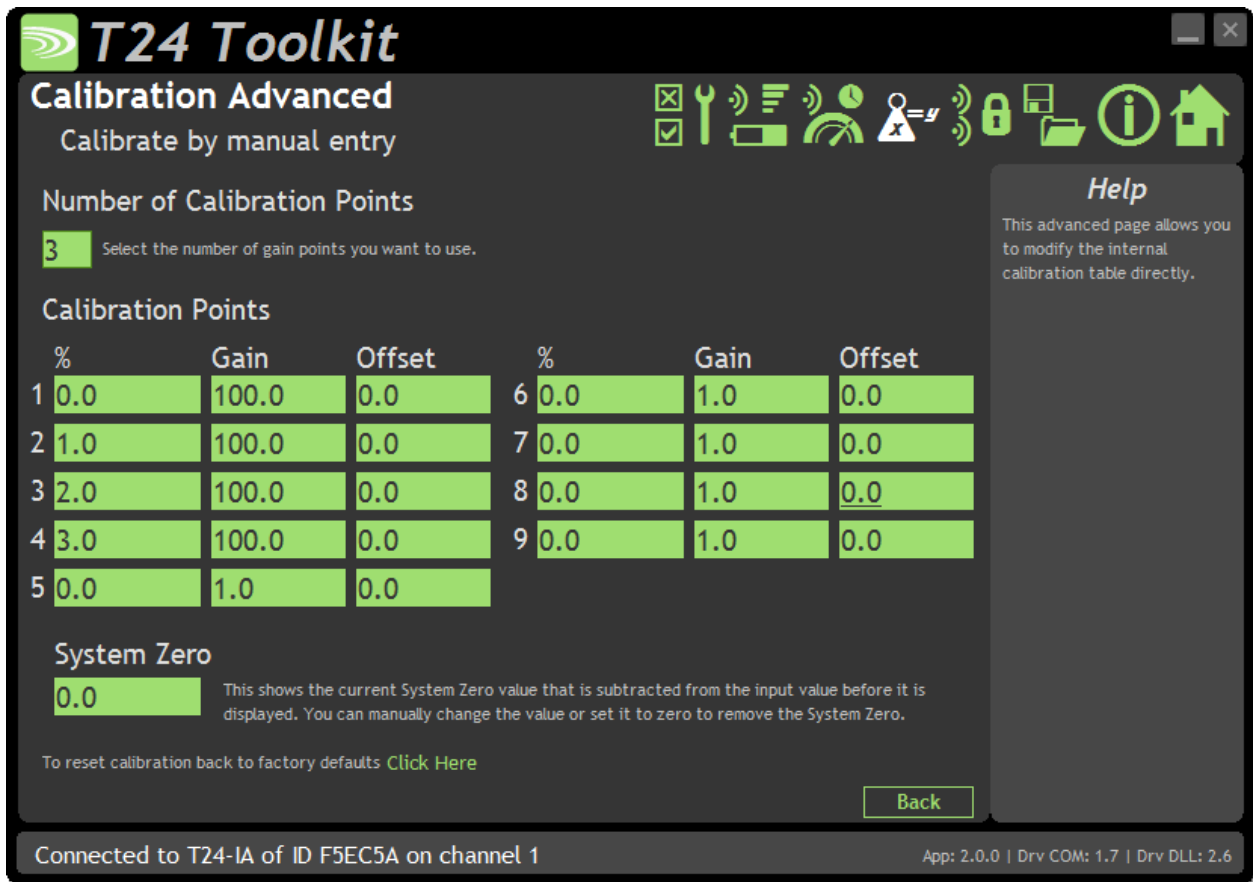 T24 Toolkit
Calibration Advanced
Calibrate by manual entry
x=y
Number of Calibration Points
3 Select the number of gain points you want to use.
Calibration Points
% Gain Offset % Gain Offset
1 0.0 100.0 0.0 6 0.0 1.0 0.0
2 1.0 100.0 0.0 7 0.0 1.0 0.0
3 2.0 100.0 0.0 8 0.0 1.0 0.0
4 3.0 100.0 0.0 9 0.0 1.0 0.0
5 0.0 1.0 0.0
System Zero
0.0
This shows the current System Zero value that is subtracted from the input value before it is
displayed. You can manually change the value or set it to zero to remove the System Zero.
To reset calibration back to factory defaults Click Here
Back
Help
This advanced page allows you
to modify the internal
calibration table directly.
Connected to T24-IA of ID F5EC5A on channel 1
App: 2.0.0 | Drv COM: 1.7 | Drv DLL: 2.6